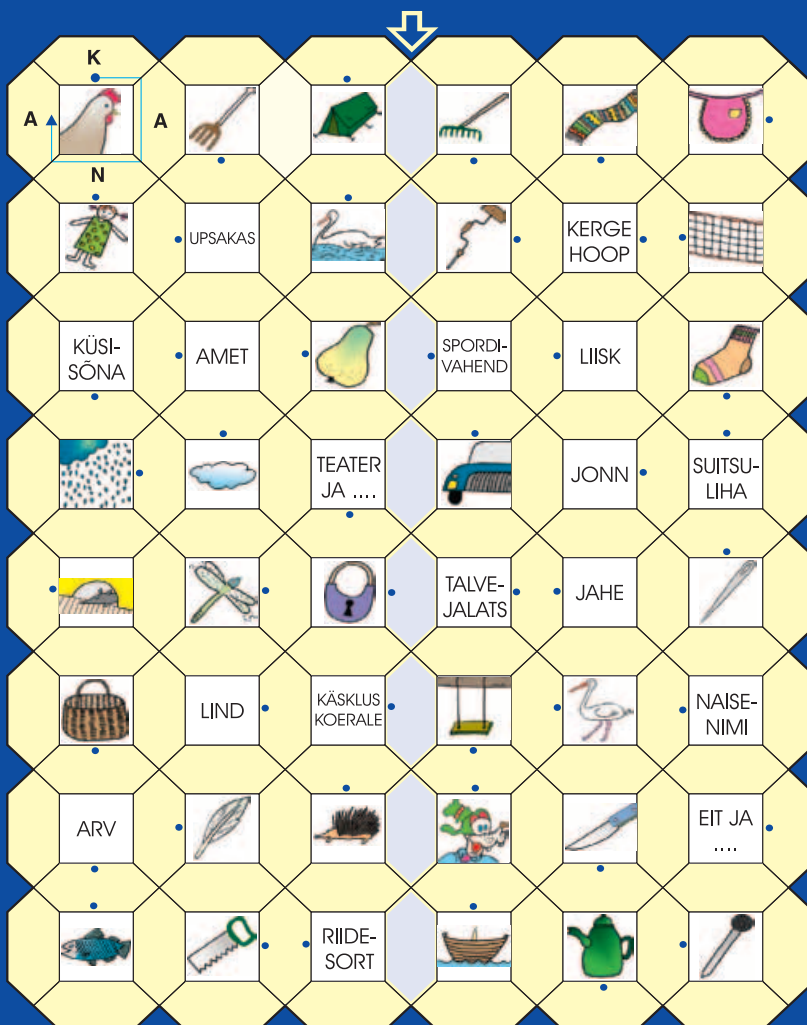 K
A
A
N
UPSAKAS
KERGE
HOOP
KÜSI-
SÕNA
AMET
SPORDI-
VAHEND
LIISK
TEATER
JA ....
JONN
SUITSU-
LIHA
TALVE-
JALATS
JAHE
LIND
KÄSKLUS
KOERALE
NAISE-
NIMI
ARV
EIT JA
....
RIIDE-
SORT